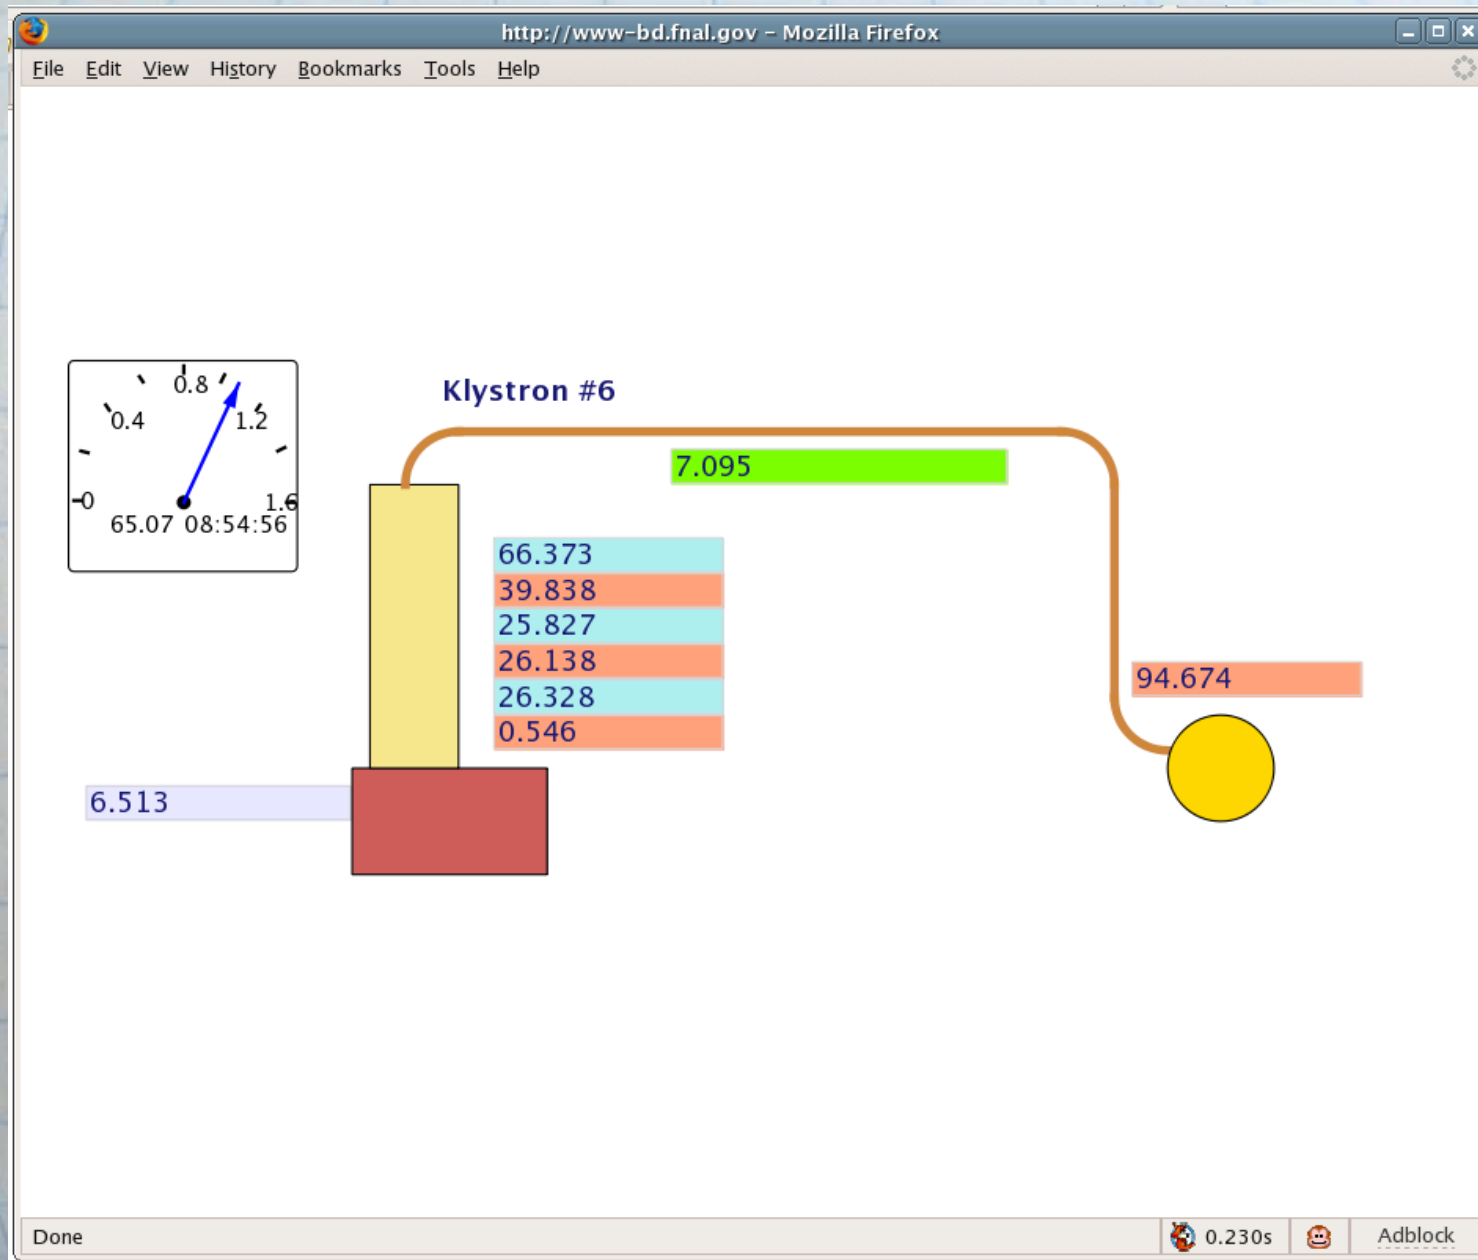 http://www-bd.fnal.gov - Mozilla Firefox
File Edit View History Bookmarks Tools Help
0.8
0.4
1.2
0
1.6
65.07 08:54:56
Klystron #6
7.095
66.373
39.838
25.827
26.138
26.328
0.546
94.674
6.513
Done
0.230s
Adblock